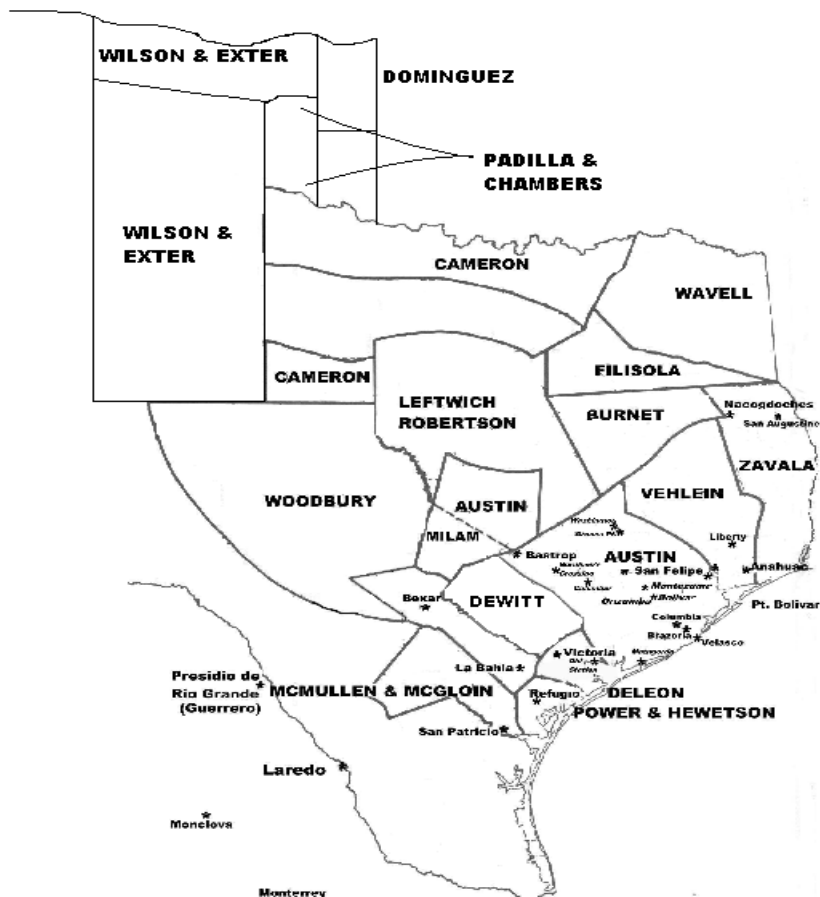 WILSON & EXTER
DOMINGUEZ
PADILLA &
CHAMBERS
WILSON &
EXTER
CAMERON
WAVELL
FILISOLA
CAMERON
LEFTWICH
ROBERTSON
BURNET
Nacogdoches
San Augustine
ZAVALA
WOODBURY
AUSTIN
VEHLEIN
MILAM
Liberty
Bastrop
AUSTIN
San Felipe
Anahuac
Montezuma
Bolivar
Pt. Bolivar
Bexar
DEWITT
Columbia
Brazoria
Velasco
Victoria
La Bahia
Presidio de
Rio Grande
(Guerrero)
MCMULLEN & MCGLOIN
Refugio
DELEON
POWER & HEWETSON
San Patricio
Laredo
Monclova
Monterrey